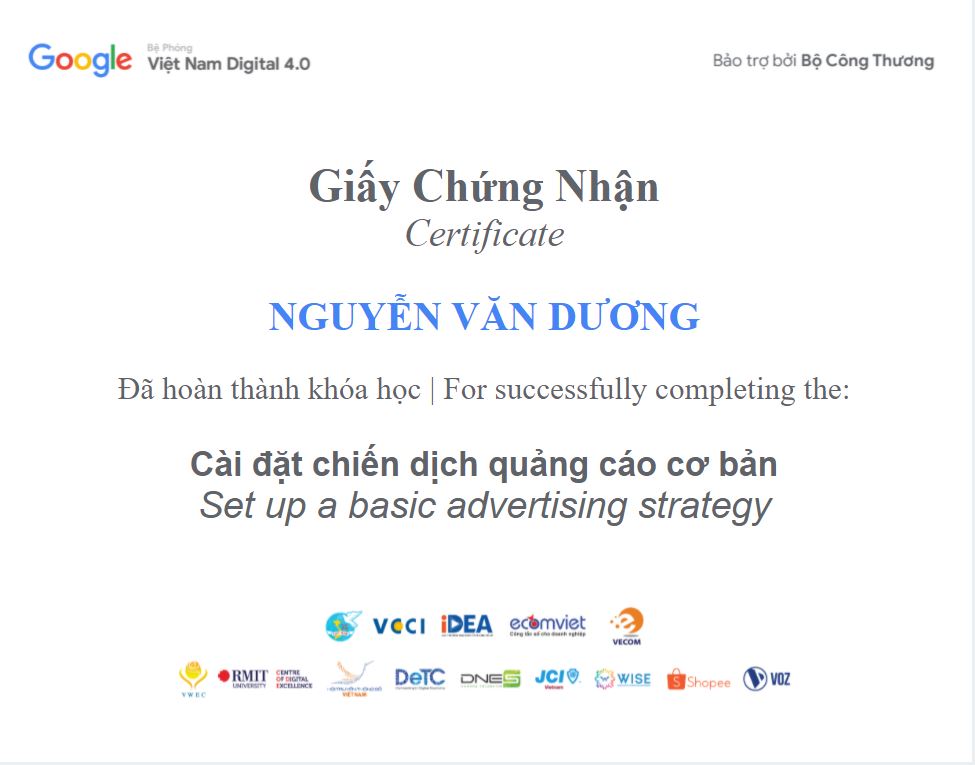 Google
Bệ Phóng
Việt Nam Digital 4.0
Bảo trợ bởi Bộ Công Thương
Giấy Chứng Nhận
Certificate
NGUYỄN VĂN DƯƠNG
Đã hoàn thành khóa học | For successfully completing the:
Cài đặt chiến dịch quảng cáo cơ bản
Set up a basic advertising strategy
VCCI
iDEA
ecomviet
Công tác số cho doanh nghiệp
VECOM
VWEC
RMIT UNIVERSITY
CENTRE OF DIGITAL EXCELLENCE
VIETNAM
DeTC
DNES
JCI Vietnam
WISE
Shopee
VOZ